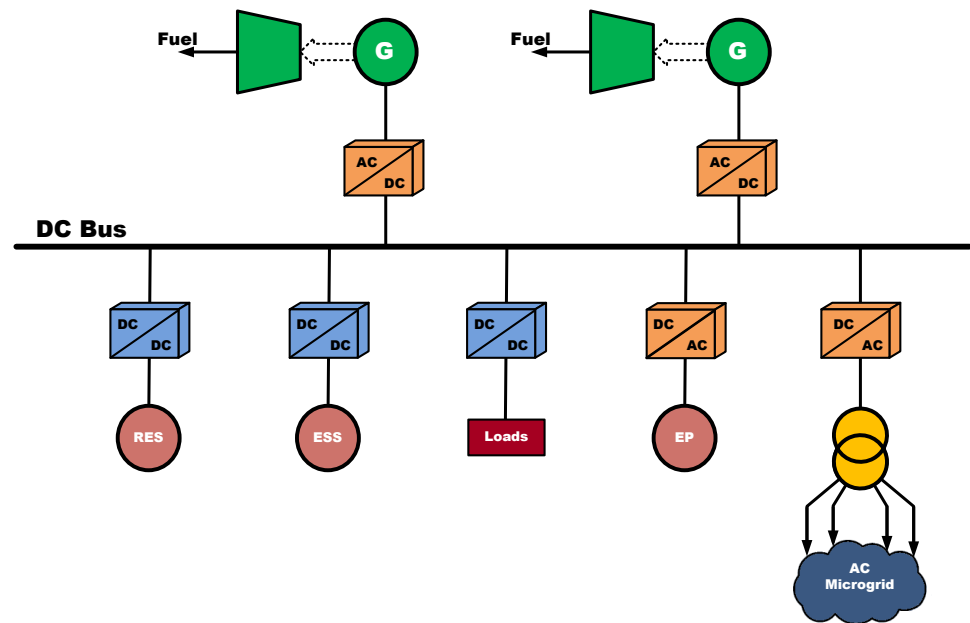 Fuel
G
Fuel
G
AC
DC
AC
DC
DC Bus
DC
DC
DC
DC
DC
DC
DC
AC
DC
AC
RES
ESS
Loads
EP
AC
Microgrid